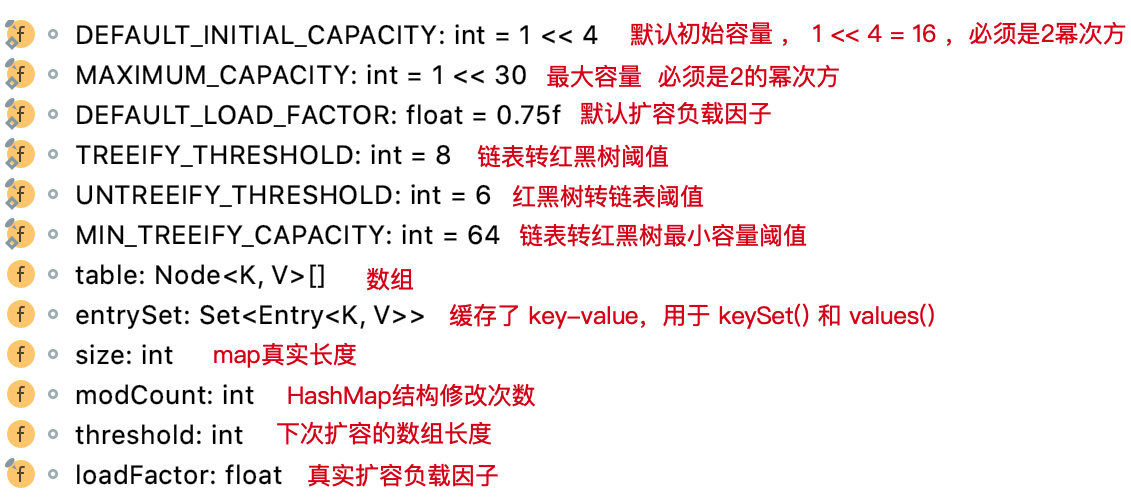 DEFAULT_INITIAL_CAPACITY: int = 1 << 4 默认初始容量 ， 1 << 4 = 16 ，必须是2幂次方
MAXIMUM_CAPACITY: int = 1 << 30 最大容量 必须是2的幂次方
DEFAULT_LOAD_FACTOR: float = 0.75f 默认扩容负载因子
TREEIFY_THRESHOLD: int = 8 链表转红黑树阈值
UNTREEIFY_THRESHOLD: int = 6 红黑树转链表阈值
MIN_TREEIFY_CAPACITY: int = 64 链表转红黑树最小容量阈值
table: Node<K, V>[] 数组
entrySet: Set<Entry<K, V>> 缓存了 key-value，用于 keySet() 和 values()
size: int map真实长度
modCount: int HashMap结构修改次数
threshold: int 下次扩容的数组长度
loadFactor: float 真实扩容负载因子